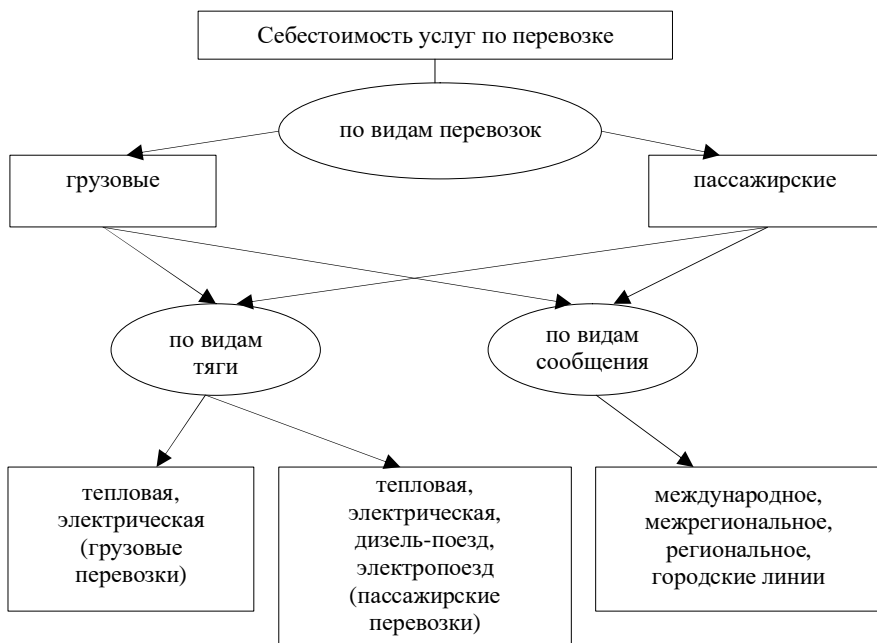 Себестоимость услуг по перевозке
по видам перевозок
грузовые
пассажирские
по видам
тяги
по видам
сообщения
тепловая,
электрическая
(грузовые
перевозки)
тепловая,
электрическая,
дизель-поезд,
электропоезд
(пассажирские
перевозки)
международное,
межрегиональное,
региональное,
городские линии